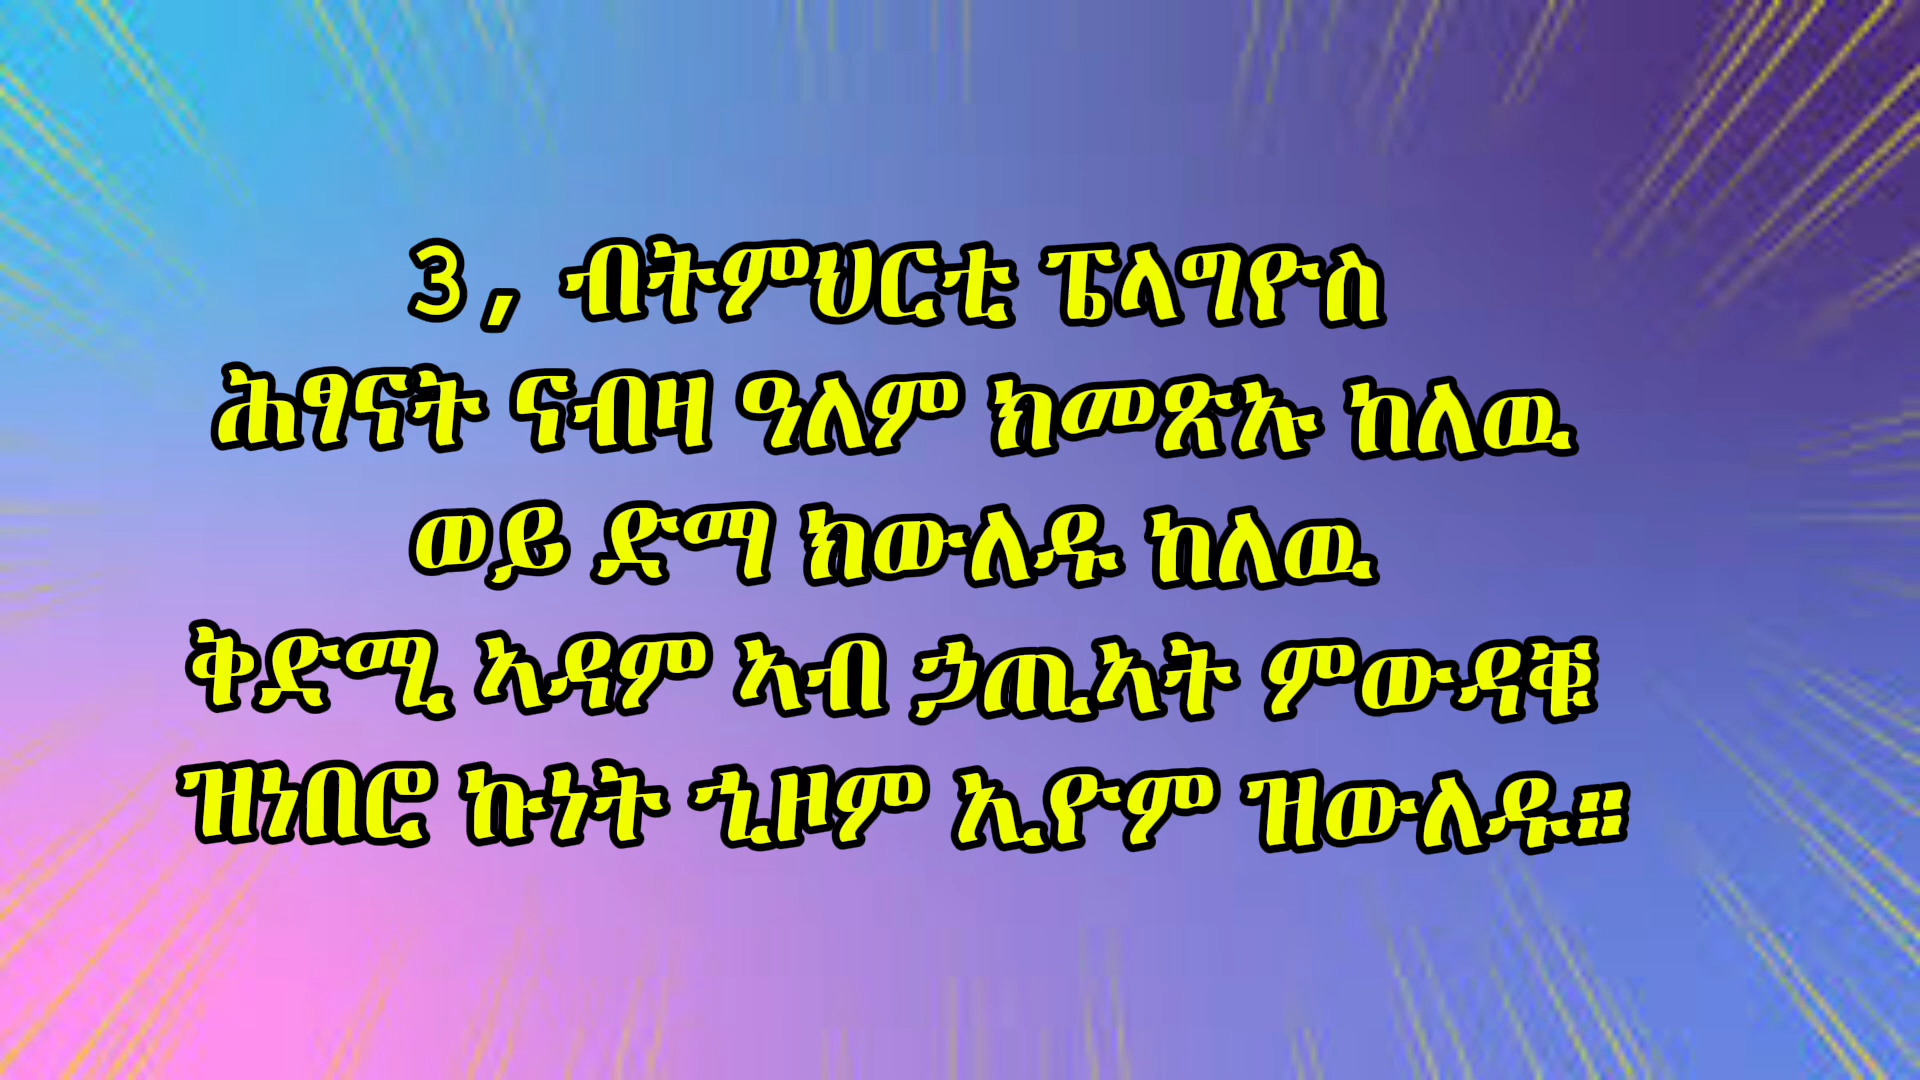 3, ብትምህርቲ ፔላግዮስ
ሕፃናት ናብዛ ዓለም ክመጽኡ ከለዉ
ወይ ድማ ክውለዱ ከለዉ
ቅድሚ ኣዳም ኣብ ኃጢኣት ምውዳቹ
ዝነበሮ ኩነት ኂዞም ኢዮም ዝውለዱ።